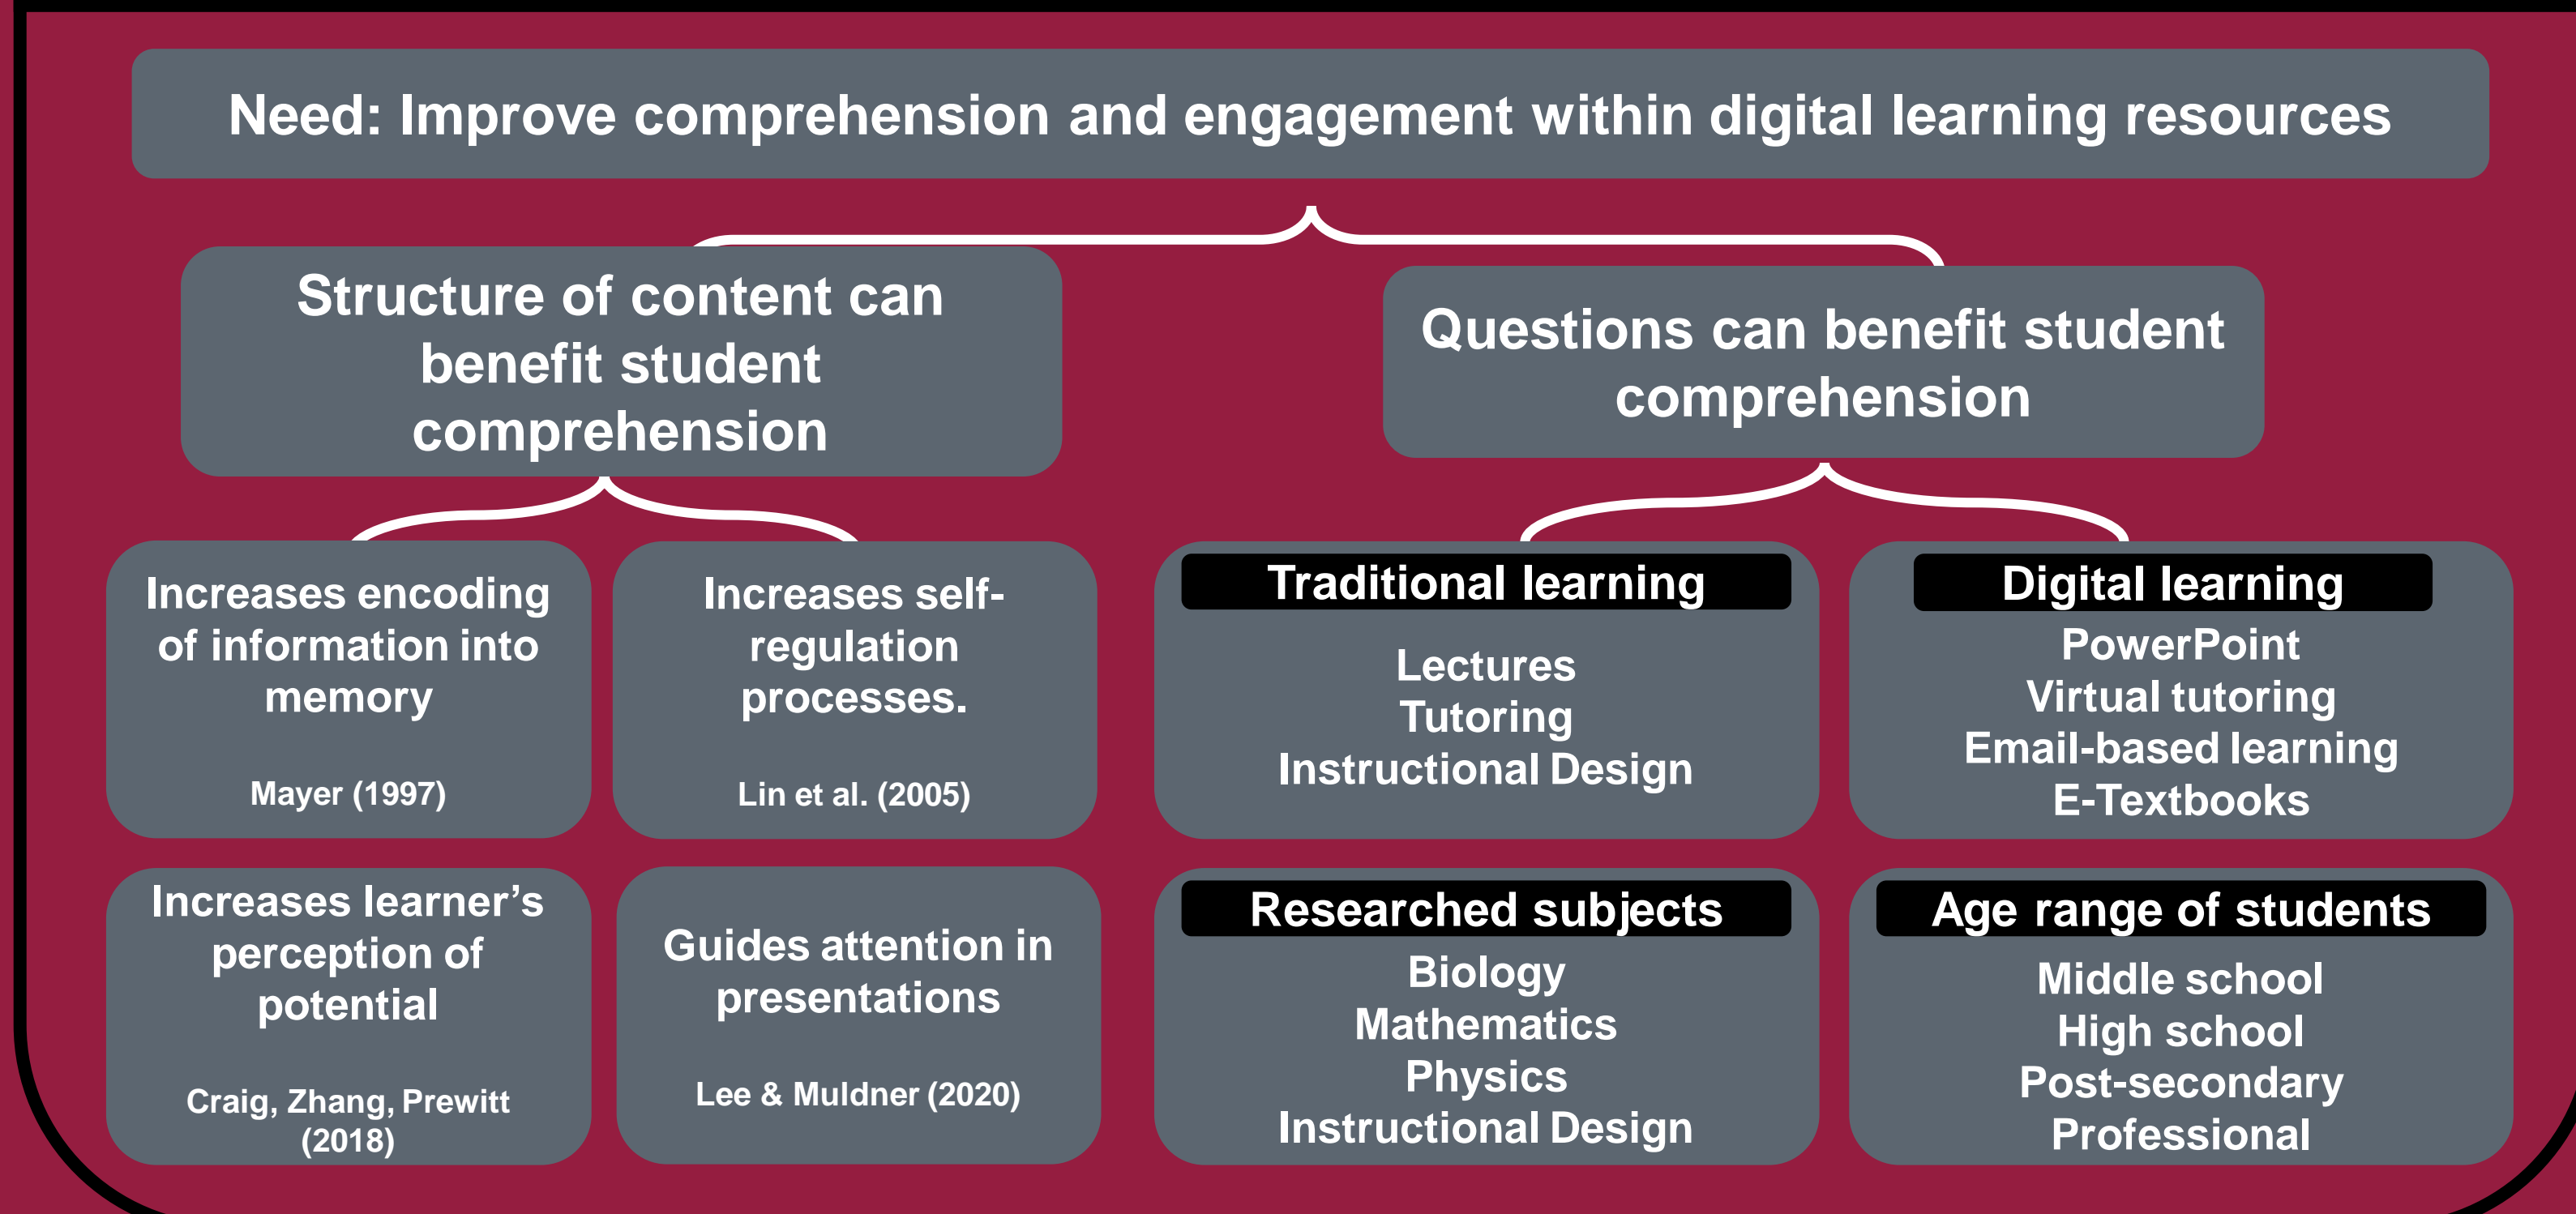 Need: Improve comprehension and engagement within digital learning resources
Structure of content can
benefit student
comprehension
Questions can benefit student
comprehension
Increases encoding
of information into
memory
Mayer (1997)
Increases self-
regulation
processes.
Lin et al. (2005)
Traditional learning
Lectures
Tutoring
Instructional Design
Digital learning
PowerPoint
Virtual tutoring
Email-based learning
E-Textbooks
Increases learner’s
perception of
potential
Craig, Zhang, Prewitt
(2018)
Guides attention in
presentations
Lee & Muldner (2020)
Researched subjects
Biology
Mathematics
Physics
Instructional Design
Age range of students
Middle school
High school
Post-secondary
Professional